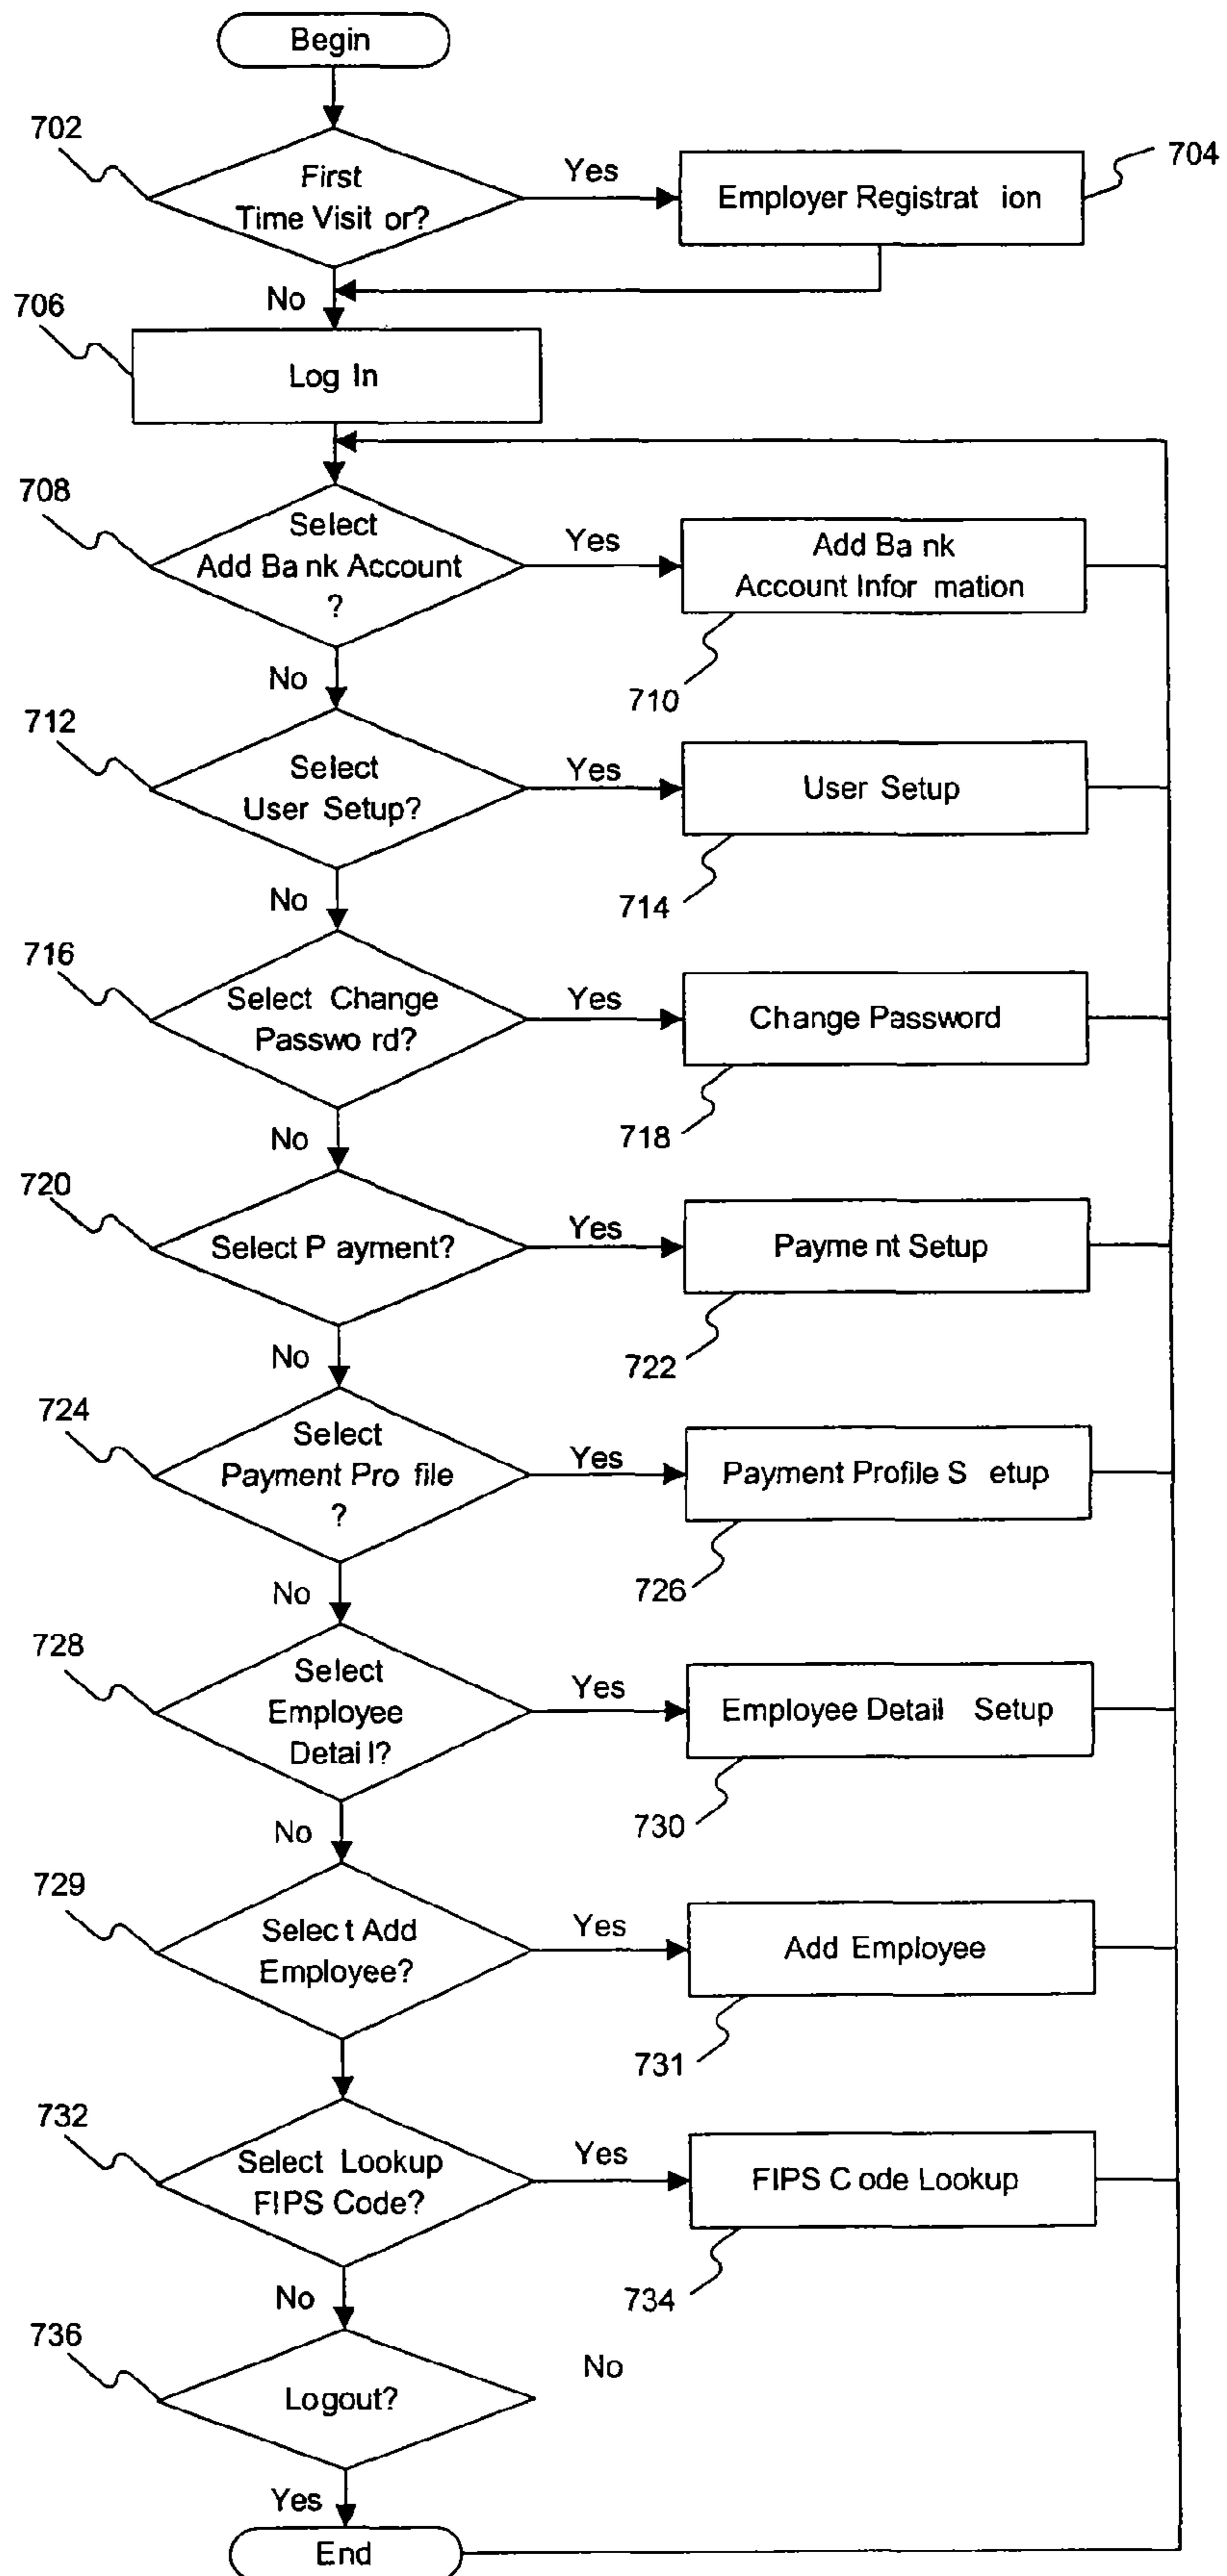 Begin
702
First
Time Visit or?
Yes
Employer Registrat ion
704
No
706
Log In
708
Select
Add Ba nk Account
?
Yes
Add Ba nk
Account Infor mation
710
No
712
Select
User Setup?
Yes
User Setup
714
No
716
Select Change
Passwo rd?
Yes
Change Password
718
No
720
Select P ayment?
Yes
Payme nt Setup
722
No
724
Select
Payment Pro file
?
Yes
Payment Profile S etup
726
No
728
Select
Employee
Detai l?
Yes
Employee Detail Setup
730
No
729
Selec t Add
Employee?
Yes
Add Employee
731
732
Select Lookup
FIPS Code?
Yes
FIPS C ode Lookup
734
No
736
Logout?
No
Yes
End